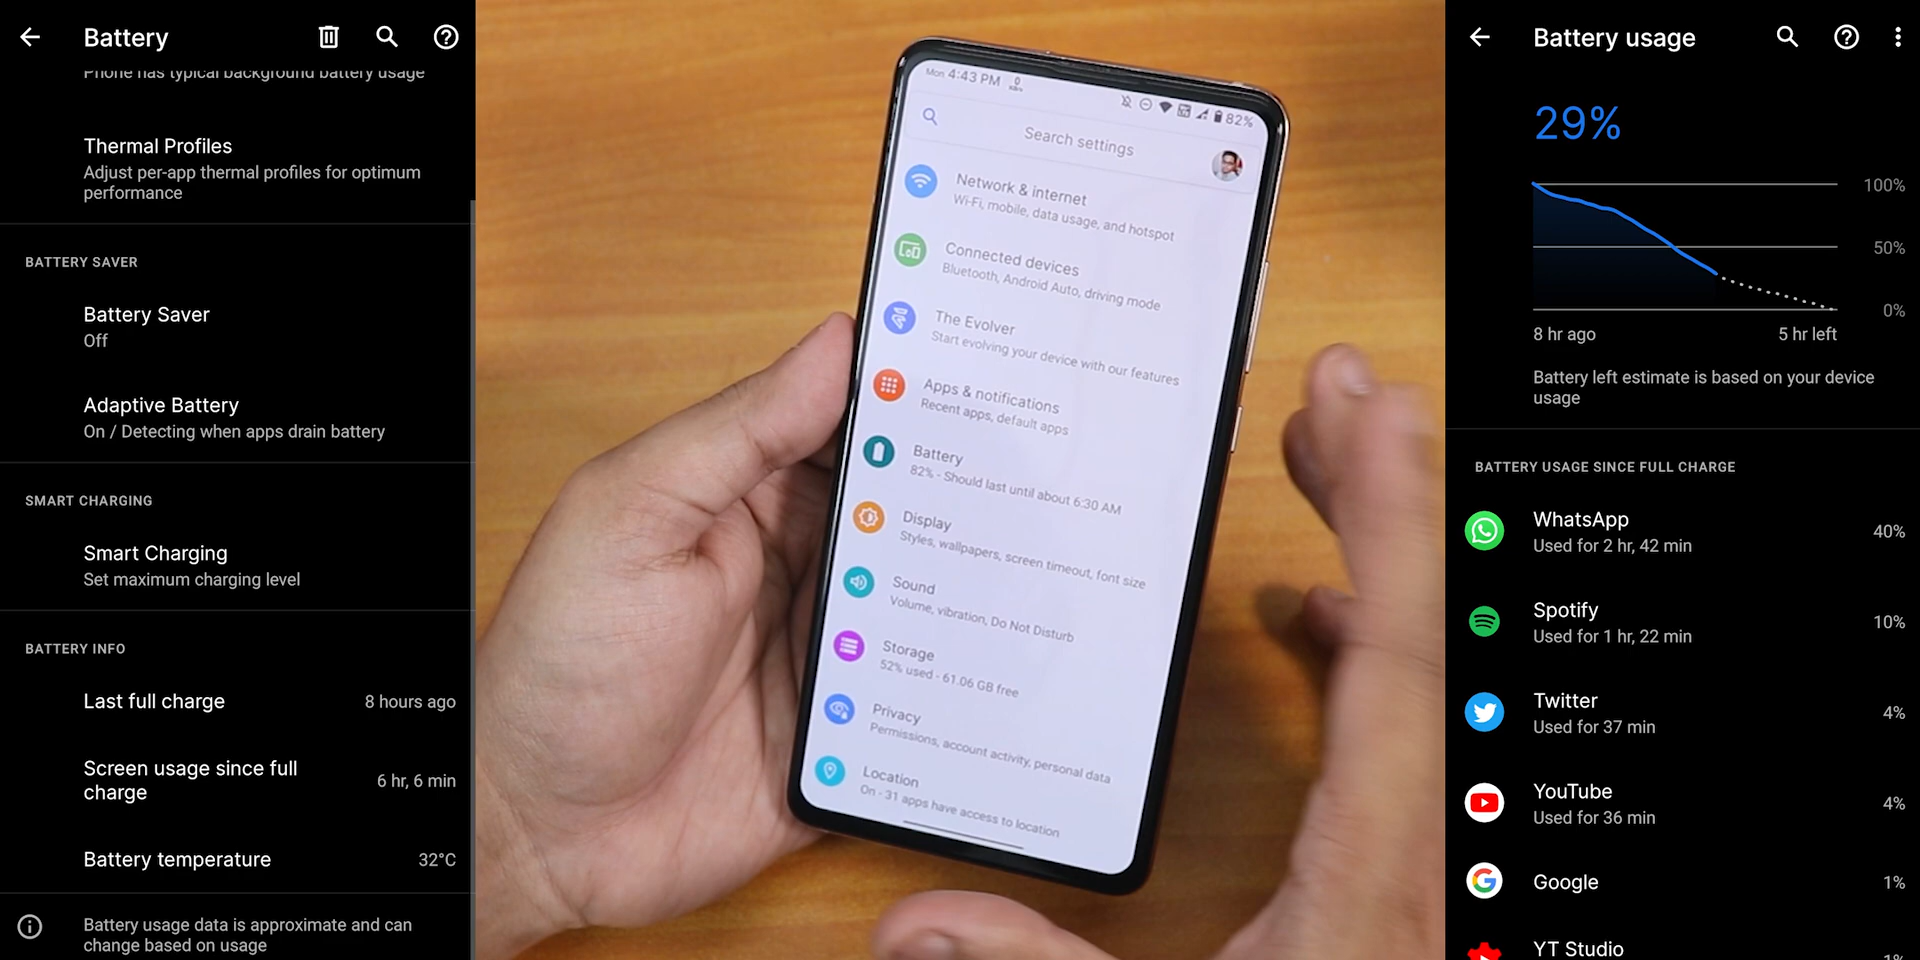 Battery
Phone has typical background battery usage
Thermal Profiles
Adjust per-app thermal profiles for optimum
performance
BATTERY SAVER
Battery Saver
Off
Adaptive Battery
On / Detecting when apps drain battery
SMART CHARGING
Smart Charging
Set maximum charging level
BATTERY INFO
Last full charge
8 hours ago
Screen usage since full
charge
6 hr, 6 min
Battery temperature
32°C
Battery usage data is approximate and can
change based on usage
Mon 4:43 PM
82%
Search settings
Network & internet
Wi-Fi, mobile, data usage, and hotspot
Connected devices
Bluetooth, Android Auto, driving mode
The Evolver
Start evolving your device with our features
Apps & notifications
Recent apps, default apps
Battery
82% - Should last until about 6:30 AM
Display
Styles, wallpapers, screen timeout, font size
Sound
Volume, vibration, Do Not Disturb
Storage
52% used - 61.06 GB free
Privacy
Permissions, account activity, personal data
Location
On - 31 apps have access to location
Battery usage
29%
100%
50%
0%
8 hr ago
5 hr left
Battery left estimate is based on your device
usage
BATTERY USAGE SINCE FULL CHARGE
WhatsApp
40%
Used for 2 hr, 42 min
Spotify
10%
Used for 1 hr, 22 min
Twitter
4%
Used for 37 min
YouTube
4%
Used for 36 min
Google
1%
YT Studio